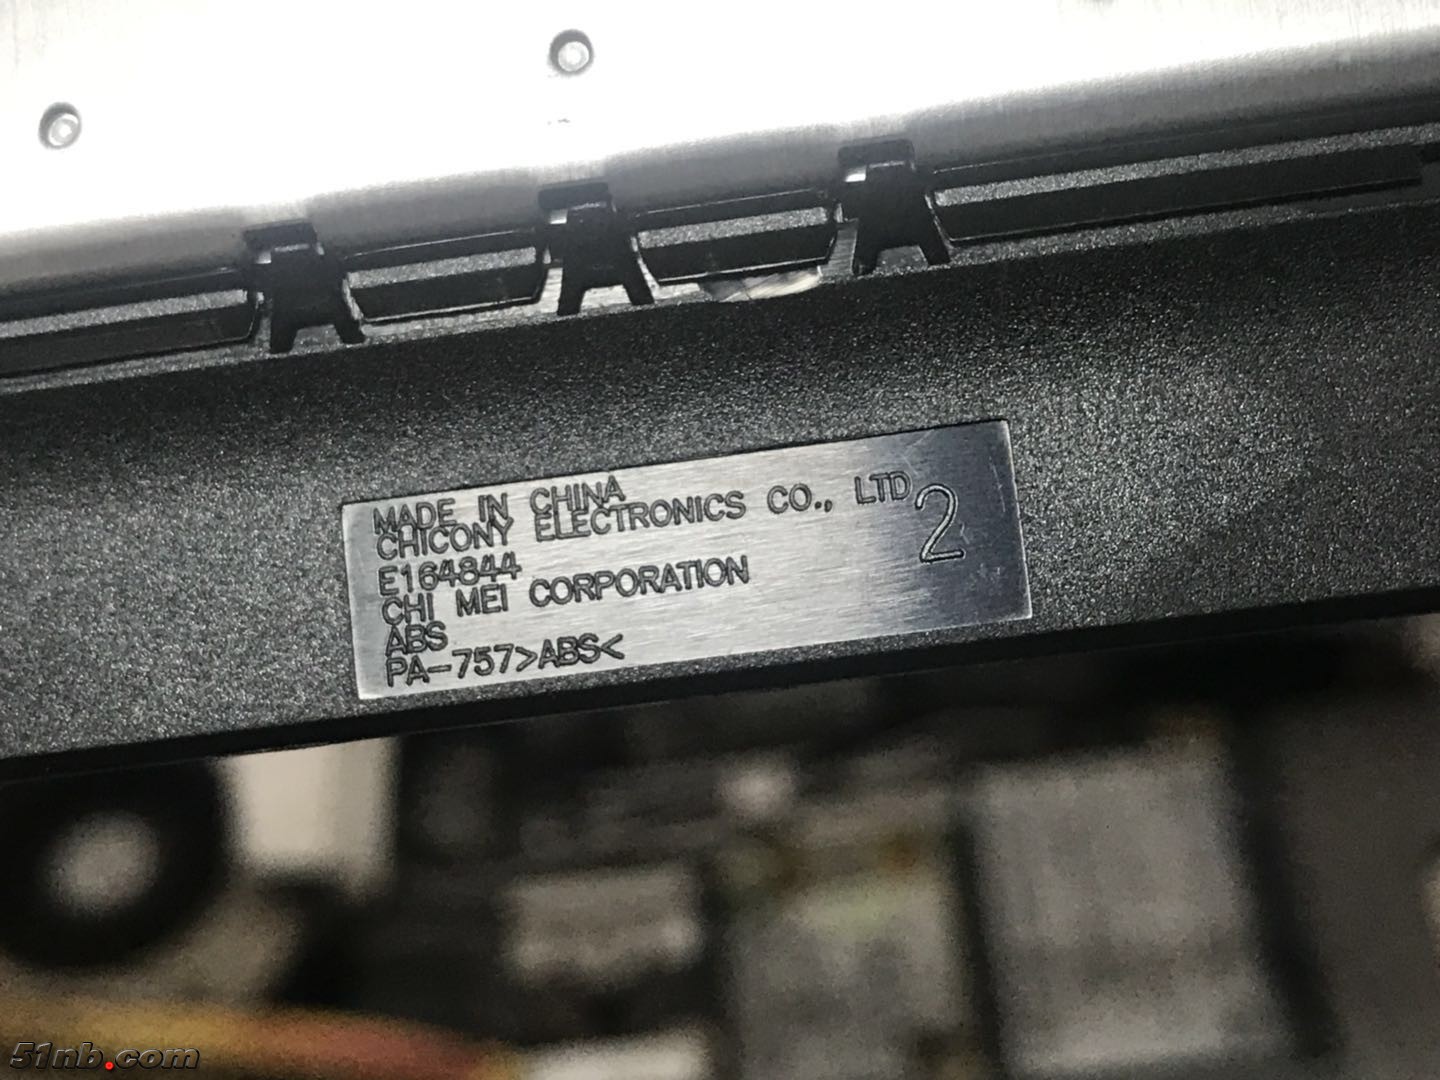 MADE IN CHINA
CHICONY ELECTRONICS CO., LTD
2
E164844
CHI MEI CORPORATION
ABS
PA-757>ABS<
51nb.com